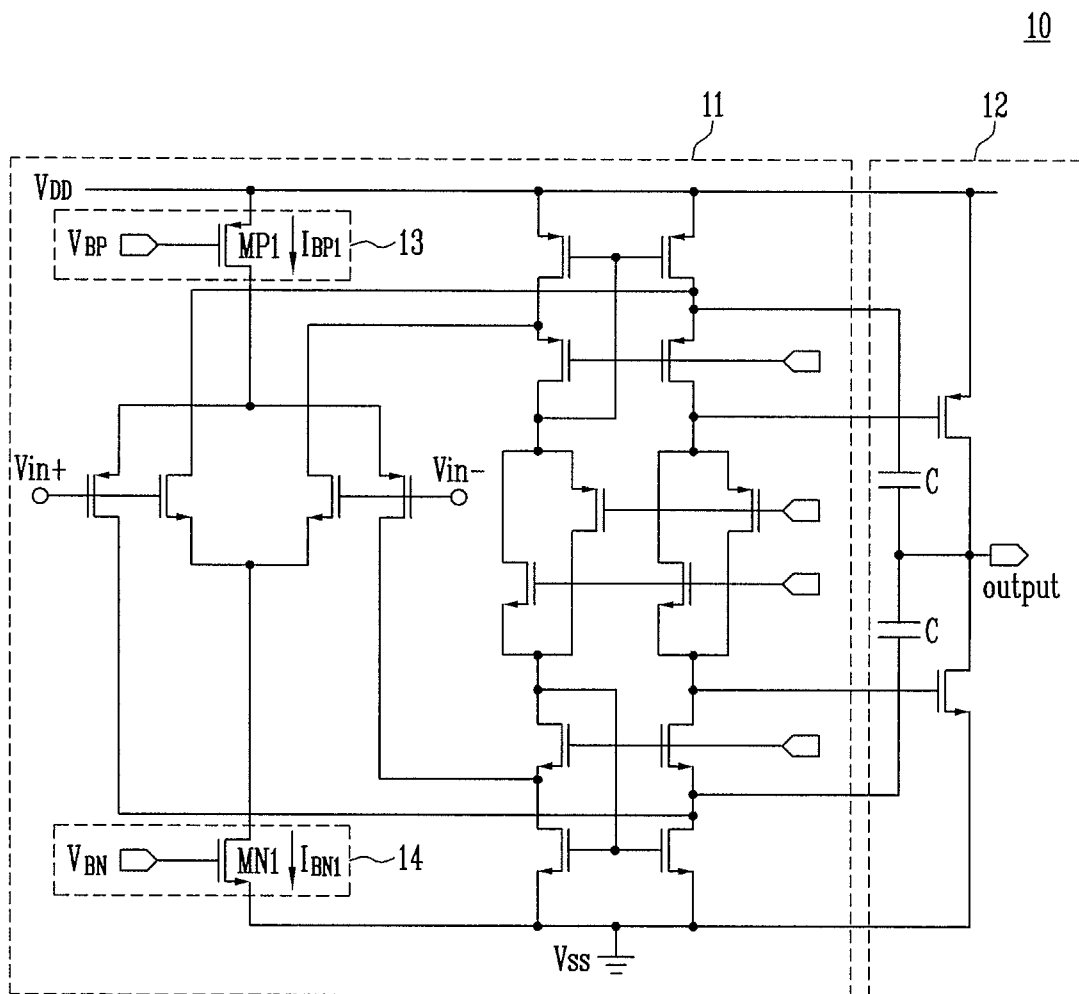 10
11
12
VDD
VBP
MP1
IBP1
13
Vin+
Vin-
C
output
C
VBN
MN1
IBN1
14
VSS